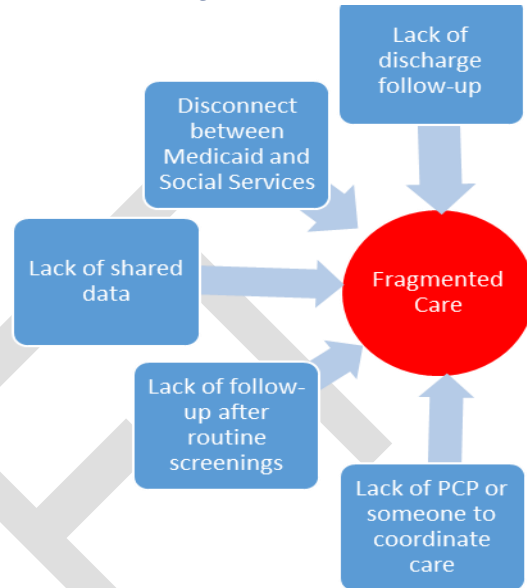 Lack of
discharge
follow-up
Disconnect
between
Medicaid and
Social Services
Lack of shared
data
Fragmented
Care
Lack of follow-
up after
routine
screenings
Lack of PCP or
someone to
coordinate
care